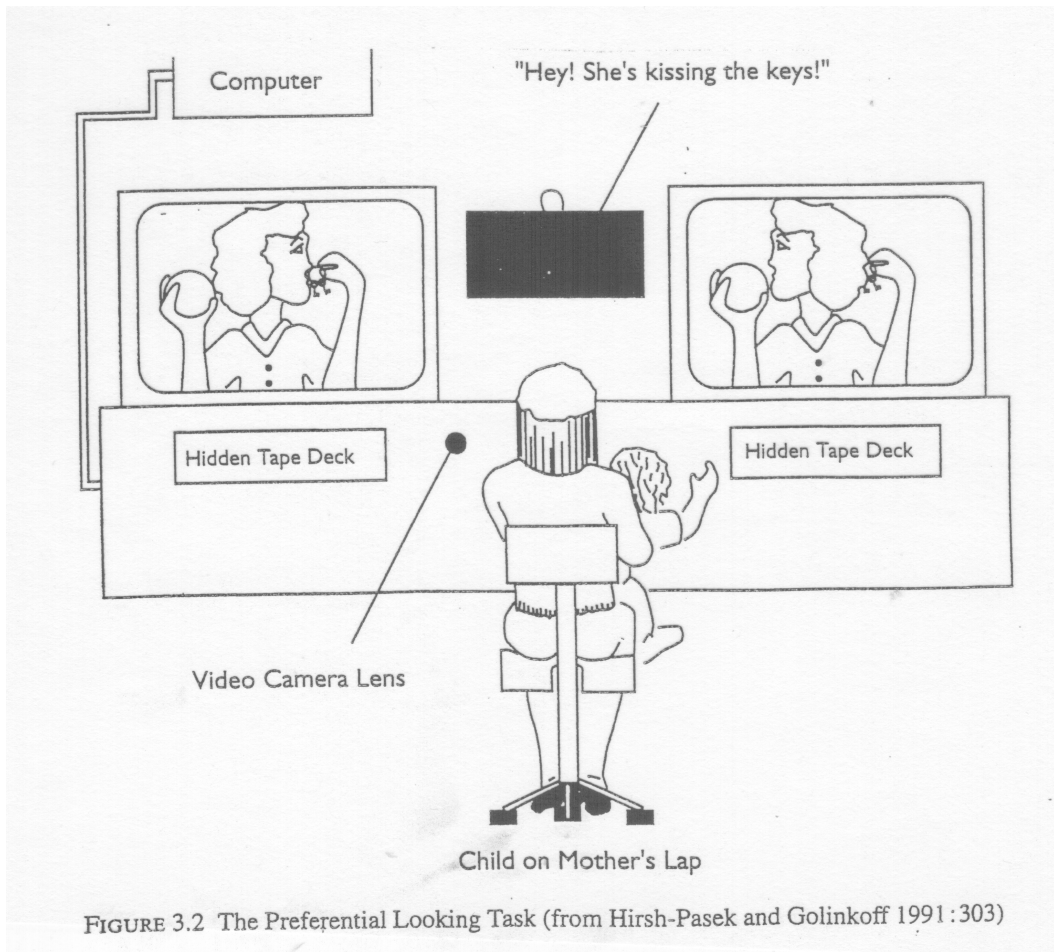 Computer
"Hey! She's kissing the keys!"
Hidden Tape Deck
Hidden Tape Deck
Video Camera Lens
Child on Mother's Lap
FIGURE 3.2 The Preferential Looking Task (from Hirsh-Pasek and Golinkoff 1991:303)